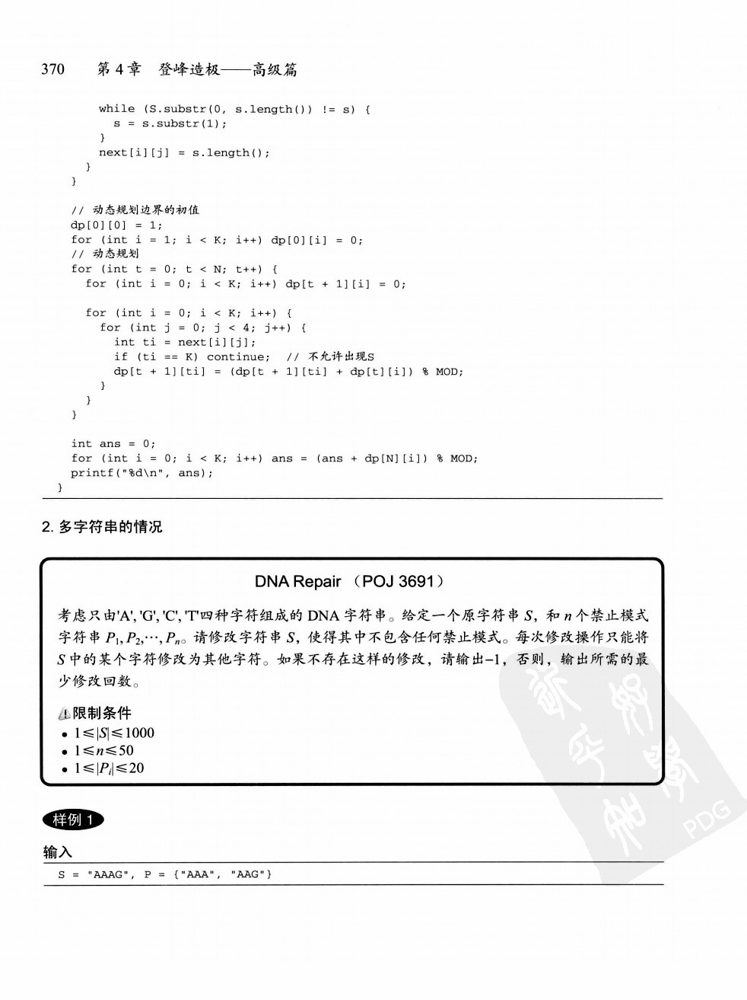 370 第 4 章 登峰造极——高级篇
while (S.substr(0, s.length()) != s) {
s = s.substr(1);
}
next[i][j] = s.length();
}
}
// 动态规划边界的初值
dp[0][0] = 1;
for (int i = 1; i < K; i++) dp[0][i] = 0;
// 动态规划
for (int t = 0; t < N; t++) {
for (int i = 0; i < K; i++) dp[t + 1][i] = 0;
for (int i = 0; i < K; i++) {
for (int j = 0; j < 4; j++) {
int ti = next[i][j];
if (ti == K) continue; // 不允许出现S
dp[t + 1][ti] = (dp[t + 1][ti] + dp[t][i]) % MOD;
}
}
}
int ans = 0;
for (int i = 0; i < K; i++) ans = (ans + dp[N][i]) % MOD;
printf("%d\n", ans);
}
2. 多字符串的情况
DNA Repair （POJ 3691）
考虑只由'A', 'G', 'C', 'T'四种字符组成的 DNA 字符串。给定一个原字符串 S，和 n 个禁止模式
字符串 P1, P2,…, Pn。请修改字符串 S，使得其中不包含任何禁止模式。每次修改操作只能将
S 中的某个字符修改为其他字符。如果不存在这样的修改，请输出–1，否则，输出所需的最
少修改回数。
限制条件
• 1≤|S|≤1000
• 1≤n≤50
• 1≤|Pi|≤20
样例 1
输入
S = "AAAG", P = {"AAA", "AAG"}
PDG